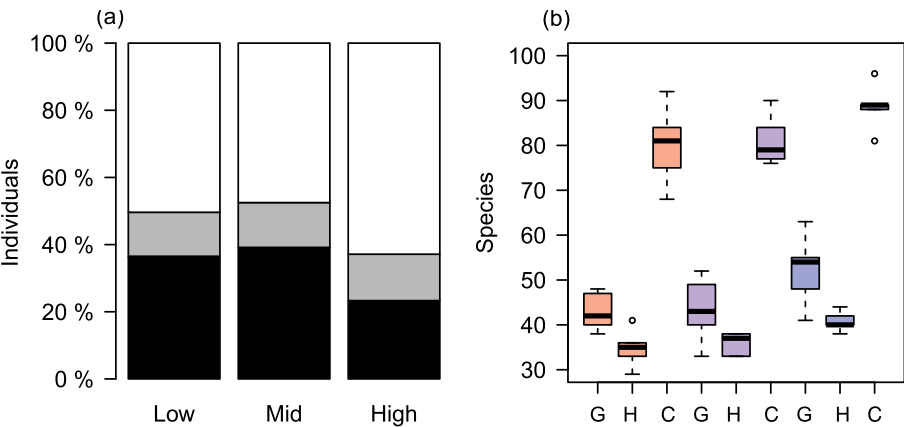 (a)
100 %
80 %
60 %
40 %
20 %
0 %
Individuals
Low Mid High
(b)
100
90
80
70
60
50
40
30
Species
G H C G H C G H C